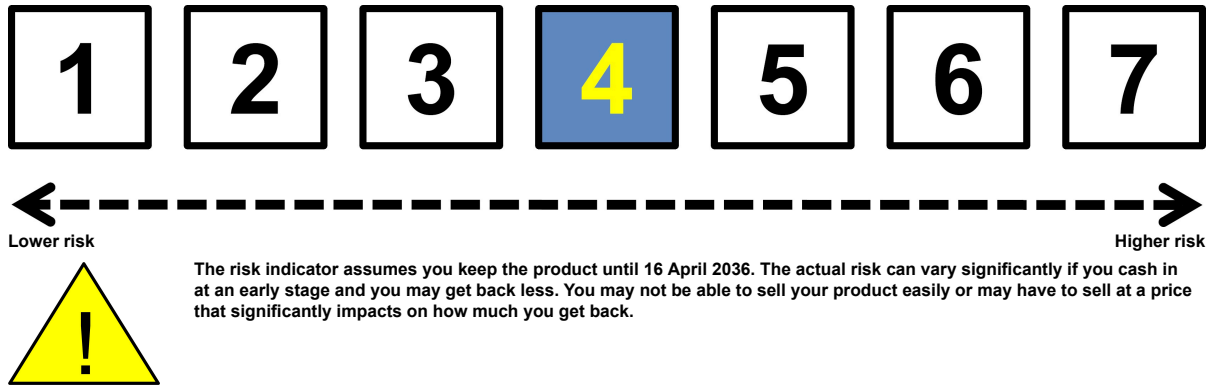 1 2 3 4 5 6 7
Lower risk Higher risk
The risk indicator assumes you keep the product until 16 April 2036. The actual risk can vary significantly if you cash in
at an early stage and you may get back less. You may not be able to sell your product easily or may have to sell at a price
that significantly impacts on how much you get back.
!